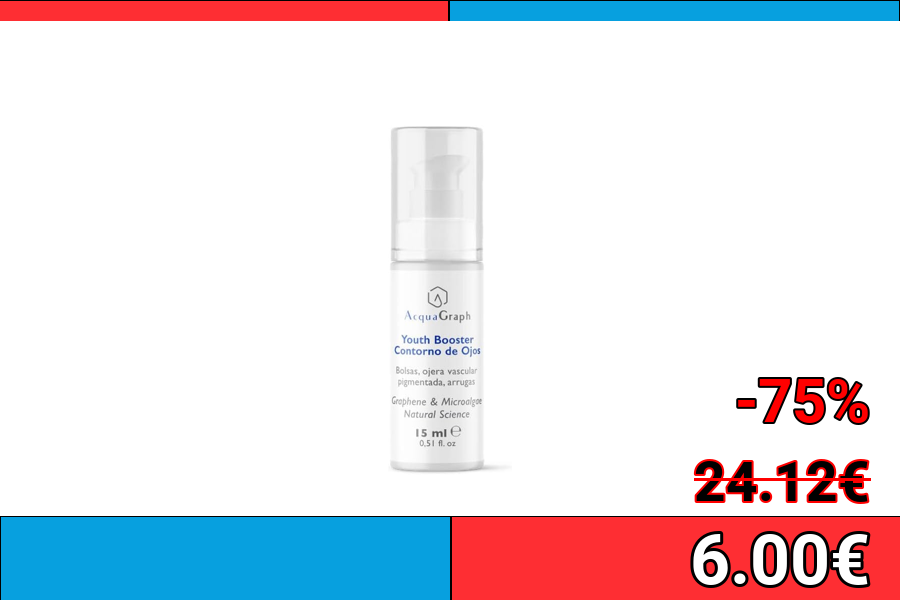 AcquaGraph
Youth Booster
Contorno de Ojos
Bolsas, ojera vascular
pigmentada, arrugas
Graphene & Microalgae
Natural Science
15 ml ℮
0,51 fl. oz
-75%
24.12€
6.00€